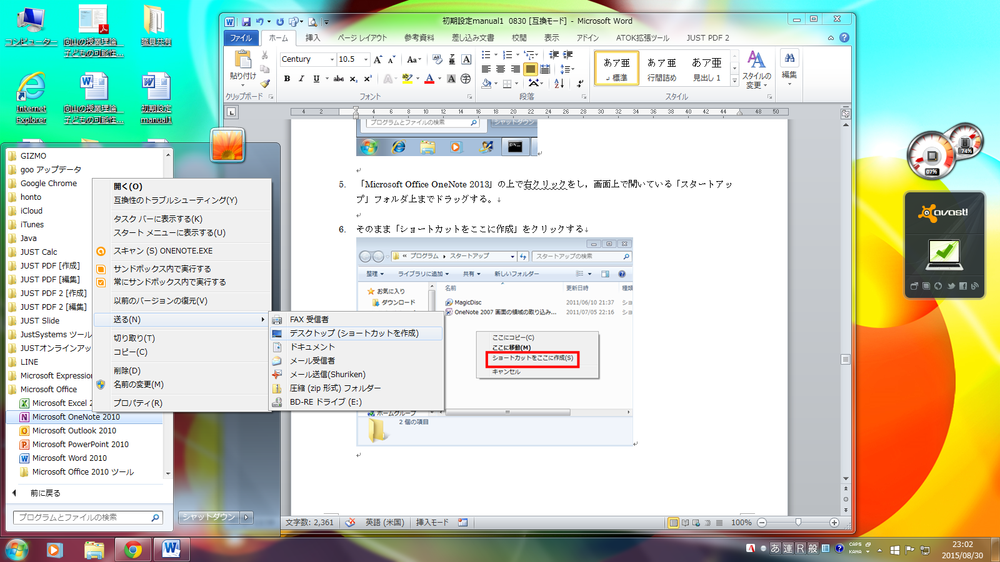 コンピューター
向山の授業理論__
子どもの可能性...
職員共有
Internet
Explorer
向山の授業理論__
子どもの可能性...
初期設定
manual1
初期設定manual1 0830 [互換モード] - Microsoft Word
ファイル
ホーム
挿入
ページ レイアウト
参考資料
差し込み文書
校閲
表示
アドイン
ATOK拡張ツール
JUST PDF 2
貼り付け
クリップボード
Century
10.5
フォント
段落
あア亜
標準
あア亜
行間詰め
あア亜
見出し 1
スタイルの
変更
スタイル
編集
4 2 2 4 6 8 10 12 14 16 18 20 22 24 26 28 30 32 34 36 38 40 42 44 48 50
プログラムとファイルの検索
シャットダウン
5. 「Microsoft Office OneNote 2013」の上で右クリックをし，画面上で開いている「スタートアッ
プ」フォルダ上までドラッグする。
6. そのまま「ショートカットをここに作成」をクリックする
« プログラム ▸ スタートアップ
スタートアップの検索
整理
ライブラリに追加
共有
新しいフォルダー
お気に入り
ダウンロード
名前
更新日時
種類
MagicDisc
2011/06/10 21:37
ショ
OneNote 2007 画面の領域の取り込み...
2011/07/05 22:16
ショ
ここにコピー(C)
ここに移動(M)
ショートカットをここに作成(S)
キャンセル
ホームグループ
2 個の項目
GIZMO
goo アップデータ
Google Chrome
honto
iCloud
iTunes
Java
JUST Calc
JUST PDF [作成]
JUST PDF [編集]
JUST PDF 2 [作成]
JUST PDF 2 [編集]
JUST Slide
JustSystems ツール
JUSTオンラインアッ
LINE
Microsoft Expression
Microsoft Office
Microsoft Excel 2
Microsoft OneNote 2010
Microsoft Outlook 2010
Microsoft PowerPoint 2010
Microsoft Word 2010
Microsoft Office 2010 ツール
前に戻る
プログラムとファイルの検索
シャットダウン
開く(O)
互換性のトラブルシューティング(Y)
タスク バーに表示する(K)
スタート メニューに表示する(U)
スキャン (S) ONENOTE.EXE
サンドボックス内で実行する
常にサンドボックス内で実行する
以前のバージョンの復元(V)
送る(N)
切り取り(T)
コピー(C)
削除(D)
名前の変更(M)
プロパティ(R)
FAX 受信者
デスクトップ (ショートカットを作成)
ドキュメント
メール受信者
メール送信(Shuriken)
圧縮 (zip 形式) フォルダー
BD-RE ドライブ (E:)
文字数: 2,361
英語 (米国)
挿入モード
100%
74%
07%
avast!
あ 連 R 般
CAPS
KANA
23:02
2015/08/30